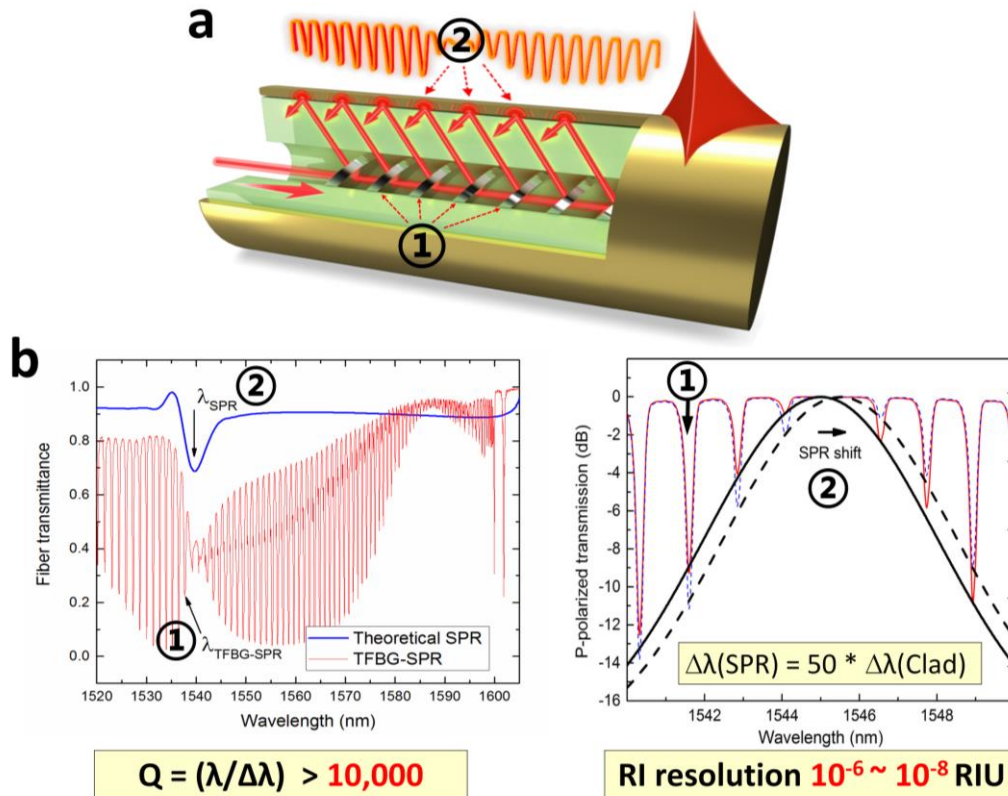 a
2
1
b
Fiber transmittance
1.0
0.8
0.6
0.4
0.2
0.0
λSPR
2
1
λTFBG-SPR
Theoretical SPR
TFBG-SPR
1520 1530 1540 1550 1560 1570 1580 1590 1600
Wavelength (nm)
Q = (λ/Δλ) > 10,000
P-polarized transmission (dB)
1
0
-2
-4
-6
-8
-10
-12
-14
-16
SPR shift
2
Δλ(SPR) = 50 * Δλ(Clad)
1542 1544 1546 1548
Wavelength (nm)
RI resolution 10⁻⁶ ~ 10⁻⁸ RIU